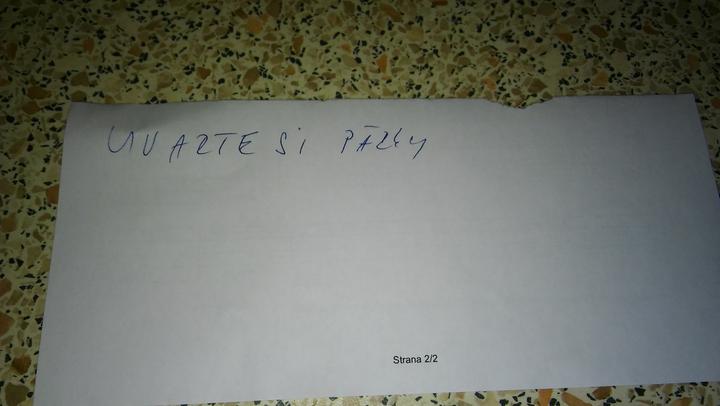 UVARTE SI PÁRKY
Strana 2/2